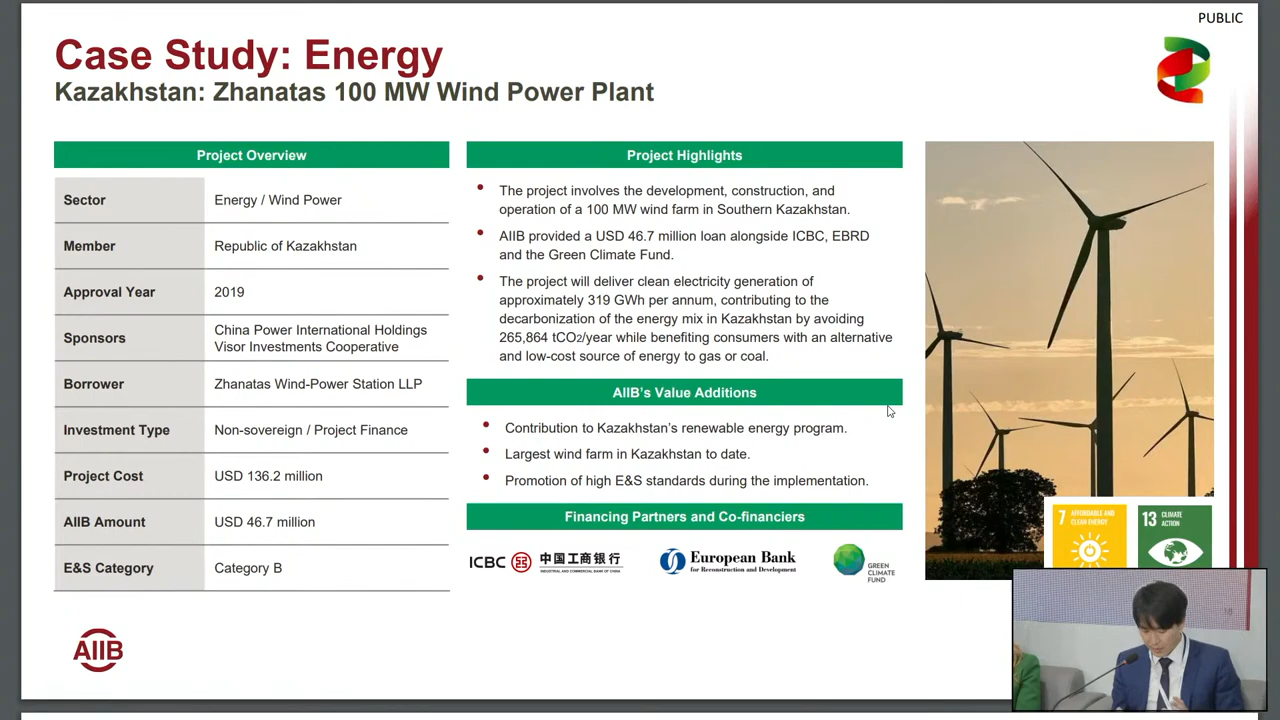 PUBLIC
Case Study: Energy
Kazakhstan: Zhanatas 100 MW Wind Power Plant
Project Overview
Sector Energy / Wind Power
Member Republic of Kazakhstan
Approval Year 2019
Sponsors China Power International Holdings
Visor Investments Cooperative
Borrower Zhanatas Wind-Power Station LLP
Investment Type Non-sovereign / Project Finance
Project Cost USD 136.2 million
AIIB Amount USD 46.7 million
E&S Category Category B
Project Highlights
The project involves the development, construction, and
operation of a 100 MW wind farm in Southern Kazakhstan.
AIIB provided a USD 46.7 million loan alongside ICBC, EBRD
and the Green Climate Fund.
The project will deliver clean electricity generation of
approximately 319 GWh per annum, contributing to the
decarbonization of the energy mix in Kazakhstan by avoiding
265,864 tCO2/year while benefiting consumers with an alternative
and low-cost source of energy to gas or coal.
AIIB's Value Additions
Contribution to Kazakhstan's renewable energy program.
Largest wind farm in Kazakhstan to date.
Promotion of high E&S standards during the implementation.
Financing Partners and Co-financiers
ICBC 中国工商银行
INDUSTRIAL AND COMMERCIAL BANK OF CHINA
European Bank
for Reconstruction and Development
GREEN
CLIMATE
FUND
7 AFFORDABLE AND
CLEAN ENERGY
13 CLIMATE
ACTION
AIIB